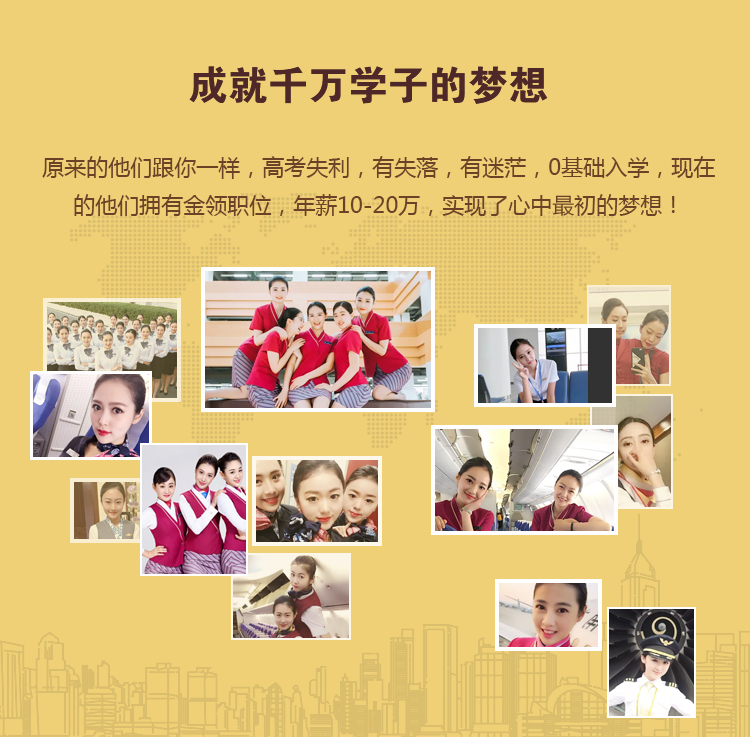 成就千万学子的梦想
原来的他们跟你一样，高考失利，有失落，有迷茫，0基础入学，现在
的他们拥有金领职位，年薪10-20万，实现了心中最初的梦想！